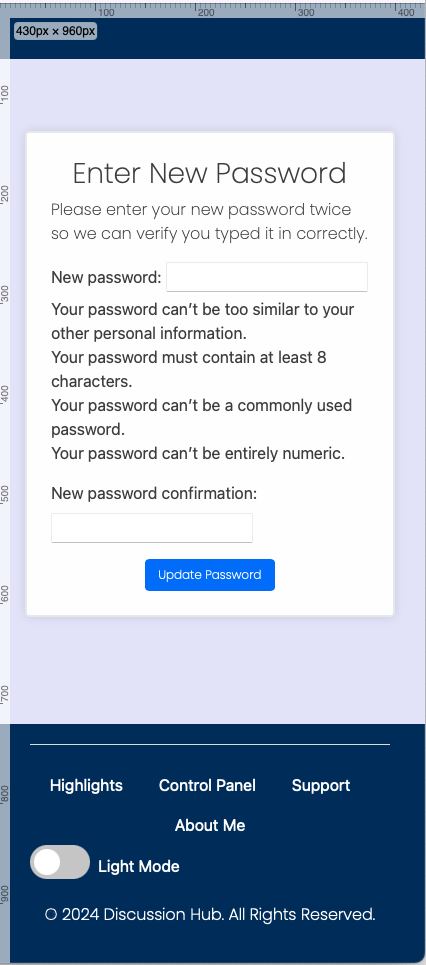 100 200 300 400
430px × 960px
100
Enter New Password
200
Please enter your new password twice
so we can verify you typed it in correctly.
New password:
300
Your password can’t be too similar to your
other personal information.
Your password must contain at least 8
characters.
400
Your password can’t be a commonly used
password.
Your password can’t be entirely numeric.
New password confirmation:
500
Update Password
600
700
Highlights Control Panel Support
800
About Me
Light Mode
900
© 2024 Discussion Hub. All Rights Reserved.